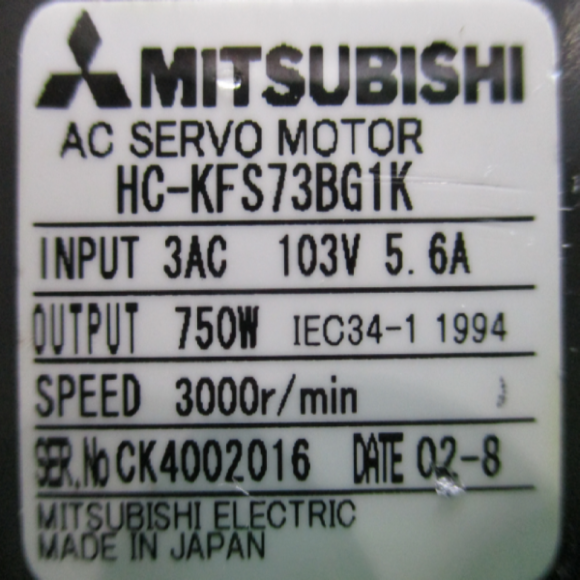 MITSUBISHI
AC SERVO MOTOR
HC-KFS73BG1K
INPUT 3AC 103V 5.6A
OUTPUT 750W IEC34-1 1994
SPEED 3000r/min
SER.No CK4002016 DATE 02-8
MITSUBISHI ELECTRIC
MADE IN JAPAN